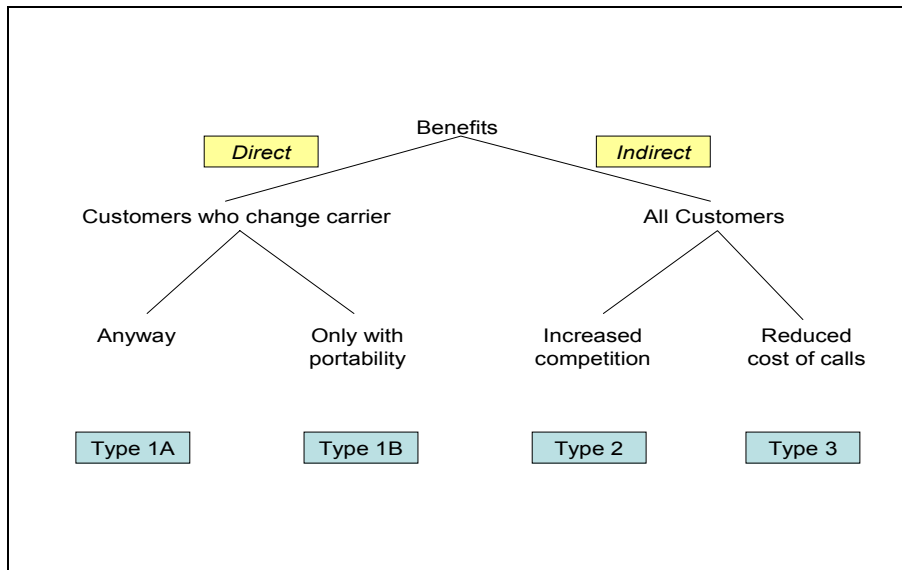 Benefits
Direct
Indirect
Customers who change carrier
All Customers
Anyway
Only with
portability
Increased
competition
Reduced
cost of calls
Type 1A
Type 1B
Type 2
Type 3